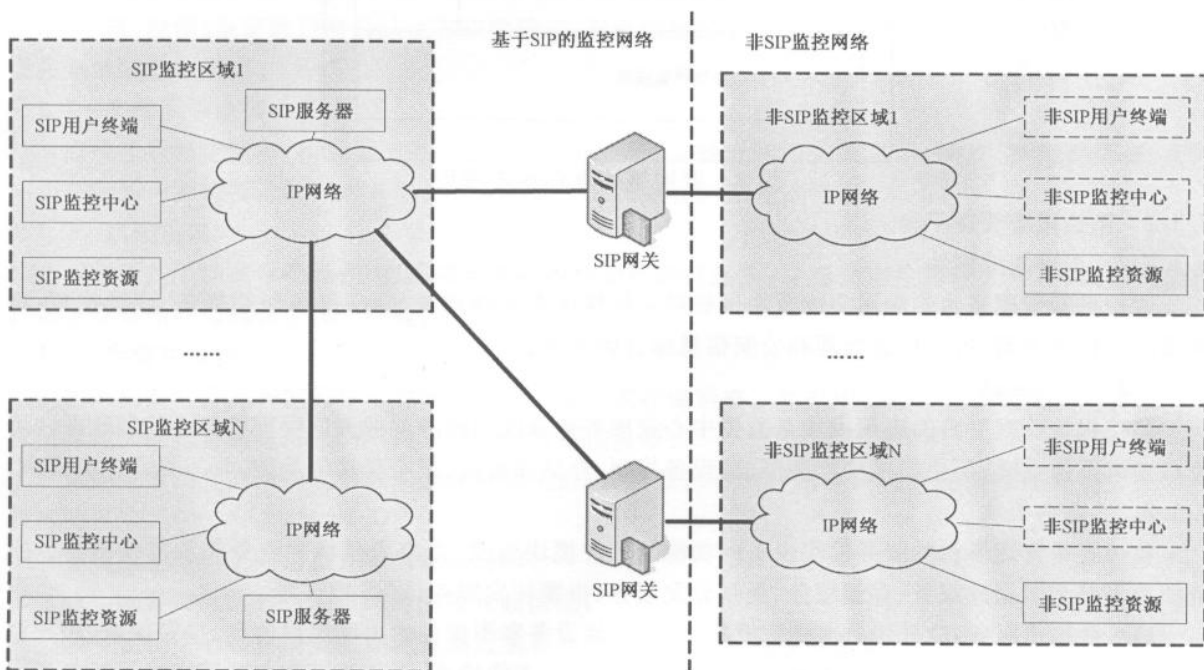 基于SIP的监控网络
非SIP监控网络
SIP监控区域1
SIP用户终端
SIP服务器
SIP监控中心
IP网络
SIP监控资源
SIP网关
非SIP监控区域1
非SIP用户终端
IP网络
非SIP监控中心
非SIP监控资源
......
......
SIP监控区域N
SIP用户终端
SIP监控中心
IP网络
SIP监控资源
SIP服务器
SIP网关
非SIP监控区域N
非SIP用户终端
IP网络
非SIP监控中心
非SIP监控资源